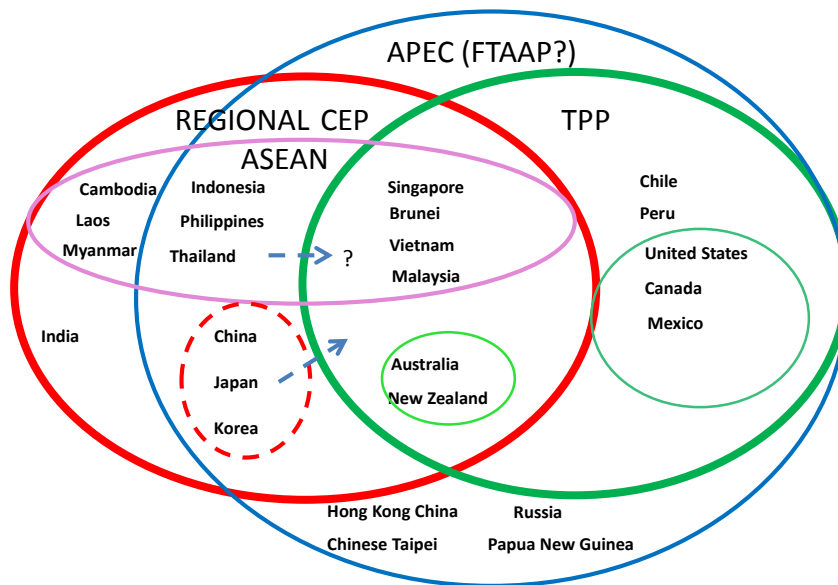 APEC (FTAAP?)
REGIONAL CEP
TPP
ASEAN
Cambodia
Indonesia
Singapore
Chile
Laos
Philippines
Brunei
Peru
Myanmar
Thailand
?
Vietnam
United States
Malaysia
Canada
India
China
Mexico
Japan
Australia
Korea
New Zealand
Hong Kong China
Russia
Chinese Taipei
Papua New Guinea